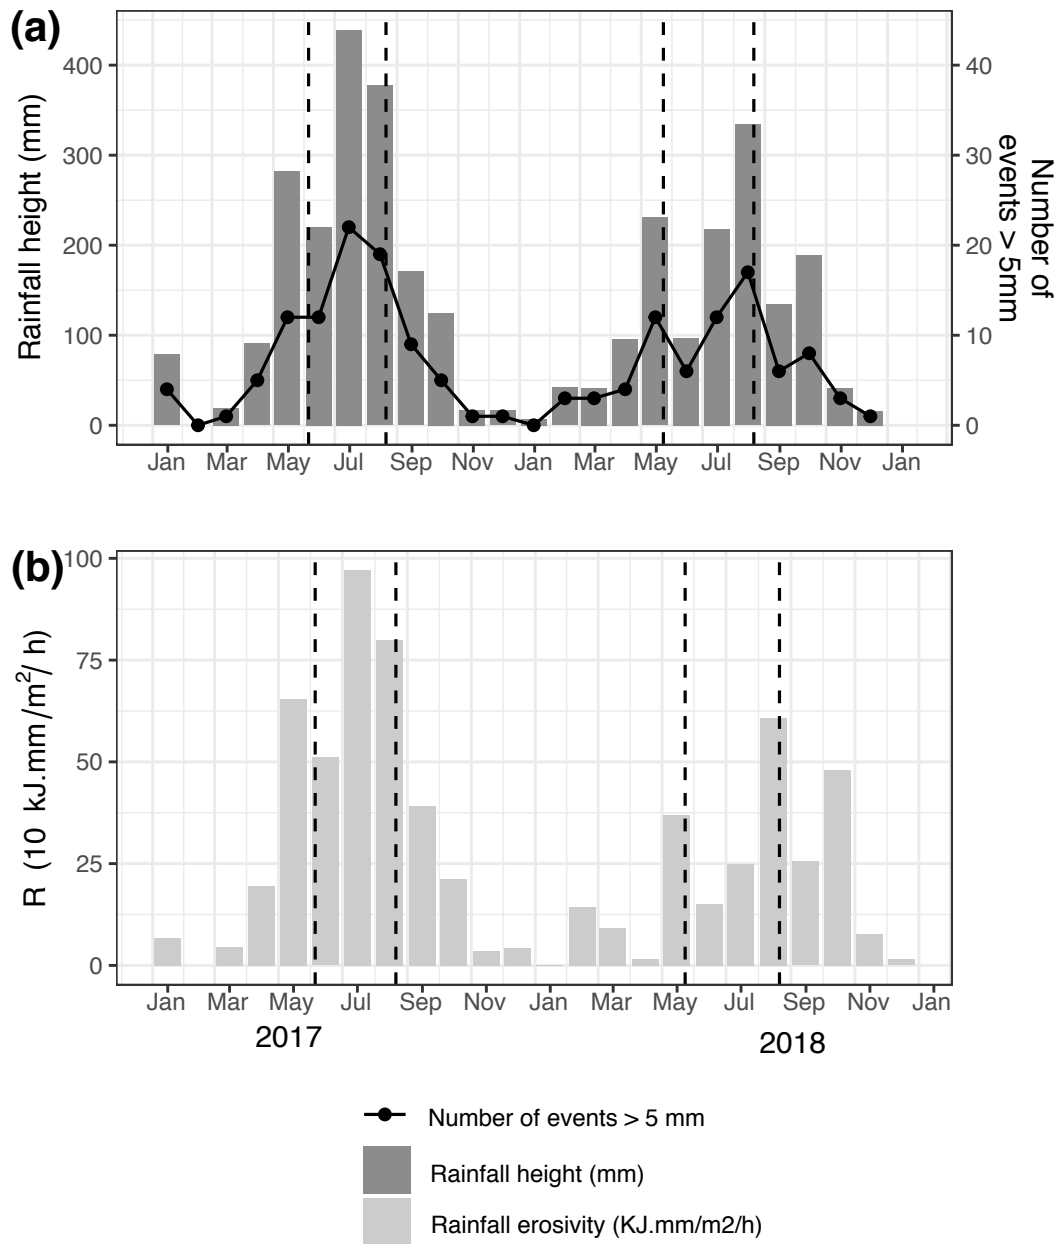 (a)
Rainfall height (mm)
400
300
200
100
0
40
30
20
10
0
Number of
events > 5mm
Jan Mar May Jul Sep Nov Jan Mar May Jul Sep Nov Jan
(b)
R (10 kJ.mm/m²/ h)
100
75
50
25
0
Jan Mar May Jul Sep Nov Jan Mar May Jul Sep Nov Jan
2017 2018
Number of events > 5 mm
Rainfall height (mm)
Rainfall erosivity (KJ.mm/m2/h)